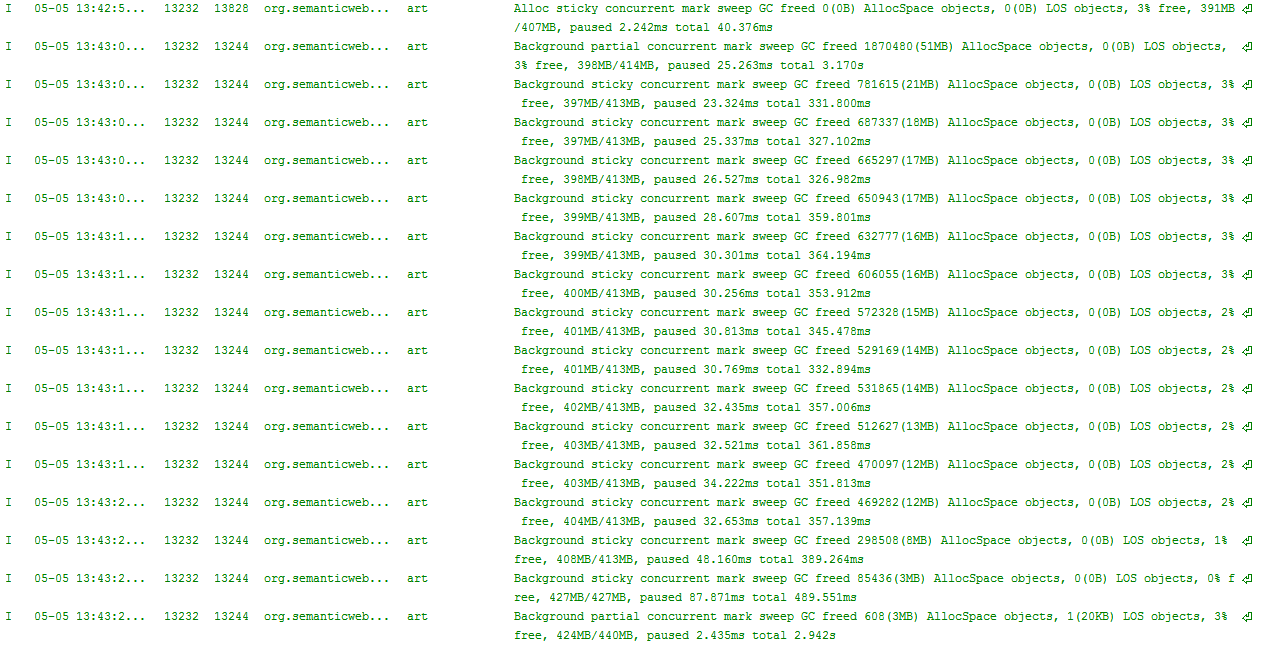 I 05-05 13:42:5... 13232 13828 org.semanticweb... art Alloc sticky concurrent mark sweep GC freed 0(0B) AllocSpace objects, 0(0B) LOS objects, 3% free, 391MB
/407MB, paused 2.242ms total 40.376ms
I 05-05 13:43:0... 13232 13244 org.semanticweb... art Background partial concurrent mark sweep GC freed 1870480(51MB) AllocSpace objects, 0(0B) LOS objects,
3% free, 398MB/414MB, paused 25.263ms total 3.170s
I 05-05 13:43:0... 13232 13244 org.semanticweb... art Background sticky concurrent mark sweep GC freed 781615(21MB) AllocSpace objects, 0(0B) LOS objects, 3%
free, 397MB/413MB, paused 23.324ms total 331.800ms
I 05-05 13:43:0... 13232 13244 org.semanticweb... art Background sticky concurrent mark sweep GC freed 687337(18MB) AllocSpace objects, 0(0B) LOS objects, 3%
free, 397MB/413MB, paused 25.337ms total 327.102ms
I 05-05 13:43:0... 13232 13244 org.semanticweb... art Background sticky concurrent mark sweep GC freed 665297(17MB) AllocSpace objects, 0(0B) LOS objects, 3%
free, 398MB/413MB, paused 26.527ms total 326.982ms
I 05-05 13:43:0... 13232 13244 org.semanticweb... art Background sticky concurrent mark sweep GC freed 650943(17MB) AllocSpace objects, 0(0B) LOS objects, 3%
free, 399MB/413MB, paused 28.607ms total 359.801ms
I 05-05 13:43:1... 13232 13244 org.semanticweb... art Background sticky concurrent mark sweep GC freed 632777(16MB) AllocSpace objects, 0(0B) LOS objects, 3%
free, 399MB/413MB, paused 30.301ms total 364.194ms
I 05-05 13:43:1... 13232 13244 org.semanticweb... art Background sticky concurrent mark sweep GC freed 606055(16MB) AllocSpace objects, 0(0B) LOS objects, 3%
free, 400MB/413MB, paused 30.256ms total 353.912ms
I 05-05 13:43:1... 13232 13244 org.semanticweb... art Background sticky concurrent mark sweep GC freed 572328(15MB) AllocSpace objects, 0(0B) LOS objects, 2%
free, 401MB/413MB, paused 30.813ms total 345.478ms
I 05-05 13:43:1... 13232 13244 org.semanticweb... art Background sticky concurrent mark sweep GC freed 529169(14MB) AllocSpace objects, 0(0B) LOS objects, 2%
free, 401MB/413MB, paused 30.769ms total 332.894ms
I 05-05 13:43:1... 13232 13244 org.semanticweb... art Background sticky concurrent mark sweep GC freed 531865(14MB) AllocSpace objects, 0(0B) LOS objects, 2%
free, 402MB/413MB, paused 32.435ms total 357.006ms
I 05-05 13:43:1... 13232 13244 org.semanticweb... art Background sticky concurrent mark sweep GC freed 512627(13MB) AllocSpace objects, 0(0B) LOS objects, 2%
free, 403MB/413MB, paused 32.521ms total 361.858ms
I 05-05 13:43:1... 13232 13244 org.semanticweb... art Background sticky concurrent mark sweep GC freed 470097(12MB) AllocSpace objects, 0(0B) LOS objects, 2%
free, 403MB/413MB, paused 34.222ms total 351.813ms
I 05-05 13:43:2... 13232 13244 org.semanticweb... art Background sticky concurrent mark sweep GC freed 469282(12MB) AllocSpace objects, 0(0B) LOS objects, 2%
free, 404MB/413MB, paused 32.653ms total 357.139ms
I 05-05 13:43:2... 13232 13244 org.semanticweb... art Background sticky concurrent mark sweep GC freed 298508(8MB) AllocSpace objects, 0(0B) LOS objects, 1%
free, 408MB/413MB, paused 48.160ms total 389.264ms
I 05-05 13:43:2... 13232 13244 org.semanticweb... art Background sticky concurrent mark sweep GC freed 85436(3MB) AllocSpace objects, 0(0B) LOS objects, 0% f
ree, 427MB/427MB, paused 87.871ms total 489.551ms
I 05-05 13:43:2... 13232 13244 org.semanticweb... art Background partial concurrent mark sweep GC freed 608(3MB) AllocSpace objects, 1(20KB) LOS objects, 3%
free, 424MB/440MB, paused 2.435ms total 2.942s